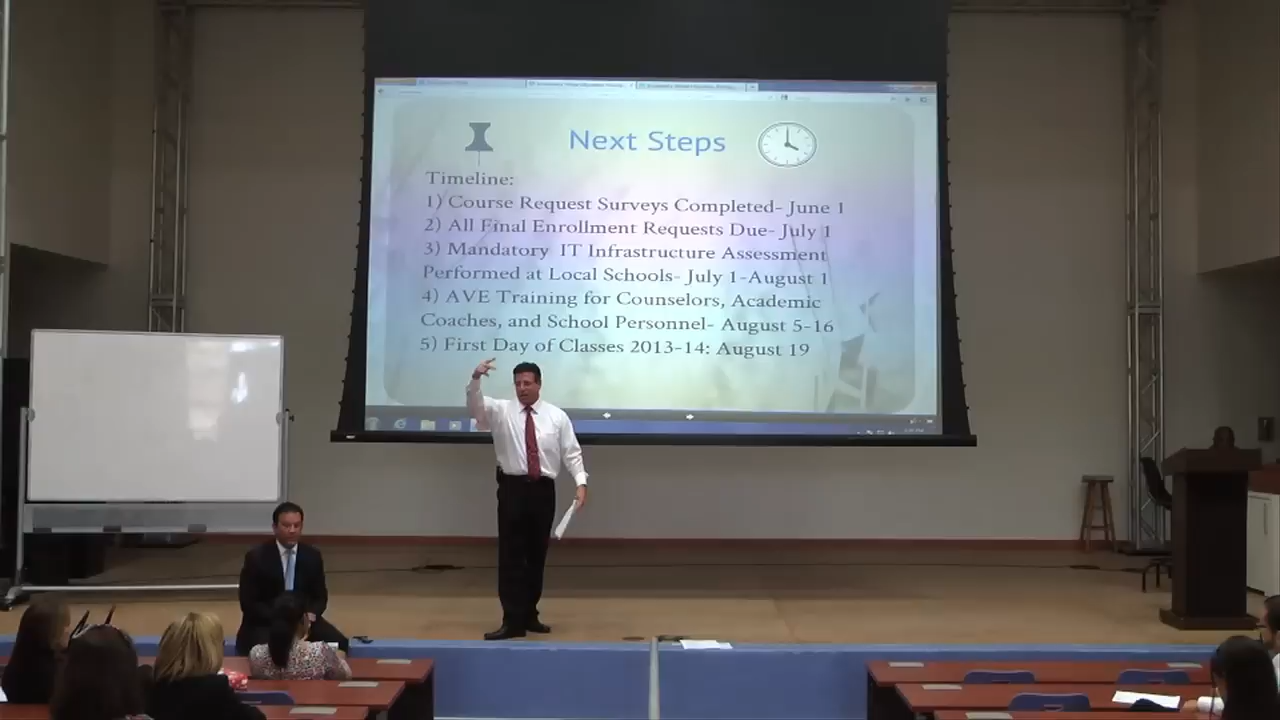 Next Steps
Timeline:
1) Course Request Surveys Completed- June 1
2) All Final Enrollment Requests Due- July 1
3) Mandatory IT Infrastructure Assessment
Performed at Local Schools- July 1-August 1
4) AVE Training for Counselors, Academic
Coaches, and School Personnel- August 5-16
5) First Day of Classes 2013-14: August 19